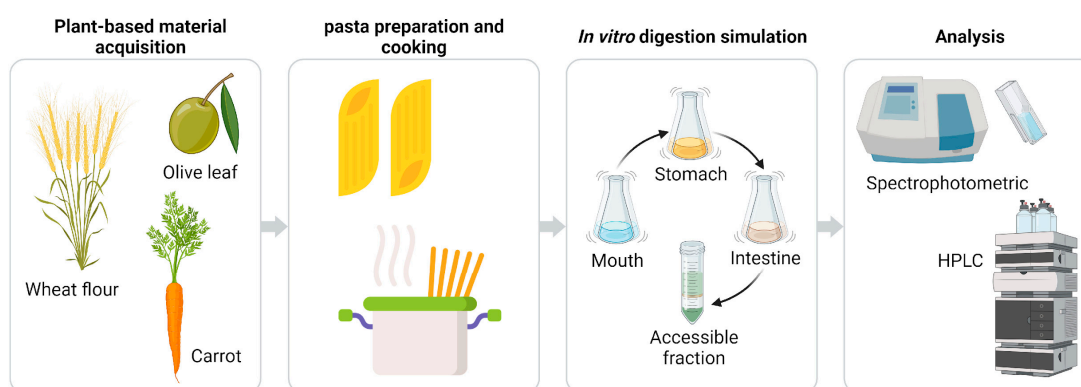 Plant-based material
acquisition
Olive leaf
Wheat flour
Carrot
pasta preparation and
cooking
In vitro digestion simulation
Stomach
Mouth
Intestine
Accessible
fraction
Analysis
Spectrophotometric
HPLC